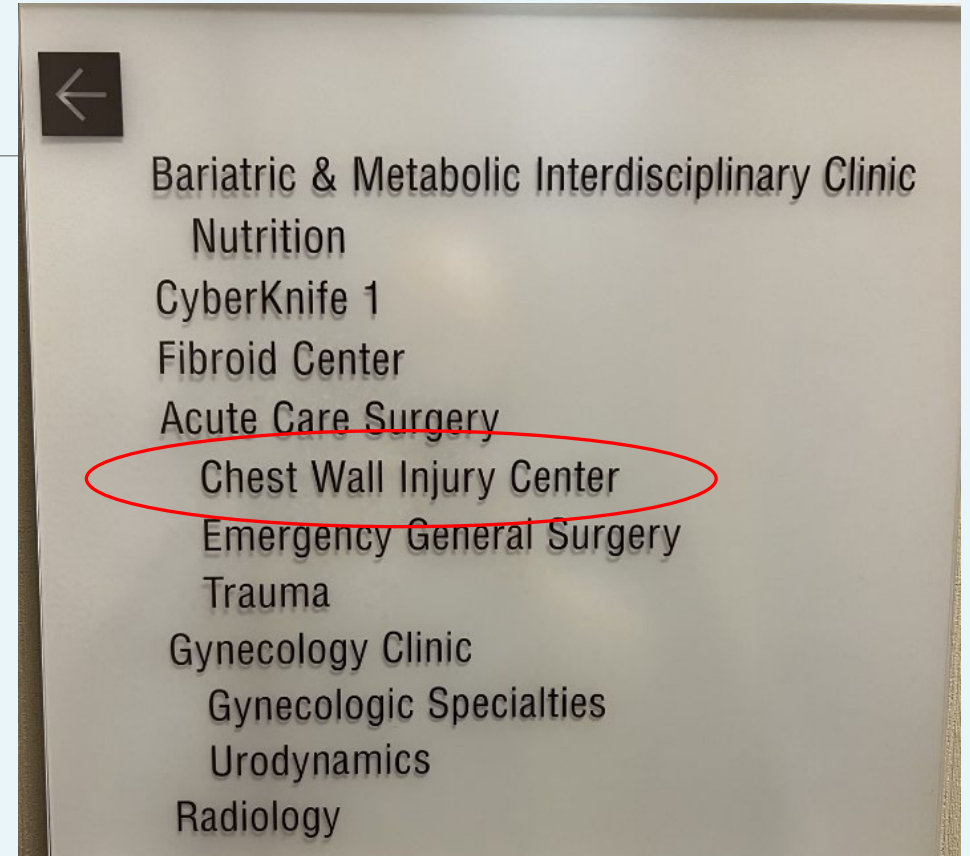 Bariatric & Metabolic Interdisciplinary Clinic
Nutrition
CyberKnife 1
Fibroid Center
Acute Care Surgery
Chest Wall Injury Center
Emergency General Surgery
Trauma
Gynecology Clinic
Gynecologic Specialties
Urodynamics
Radiology